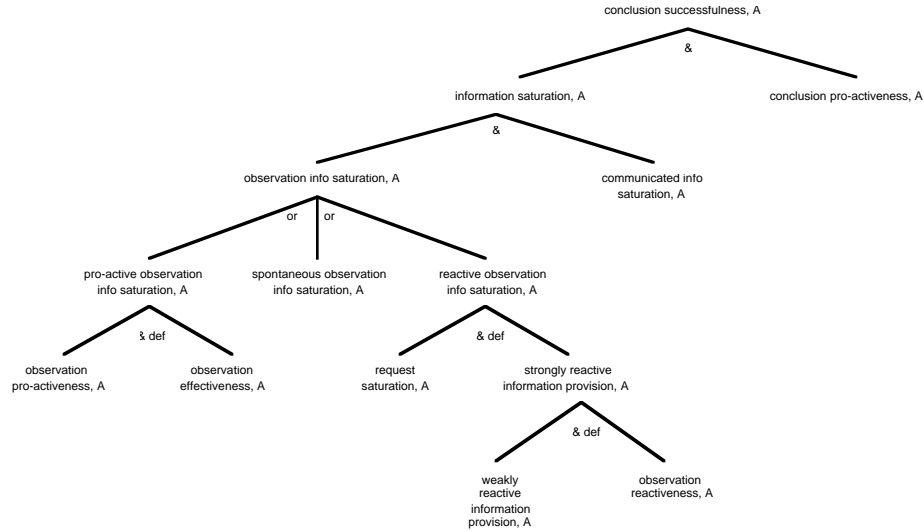 conclusion successfulness, A
&
information saturation, A
conclusion pro-activeness, A
&
observation info saturation, A
communicated info
saturation, A
or
or
pro-active observation
info saturation, A
spontaneous observation
info saturation, A
reactive observation
info saturation, A
& def
& def
observation
pro-activeness, A
observation
effectiveness, A
request
saturation, A
strongly reactive
information provision, A
& def
weakly
reactive
information
provision, A
observation
reactiveness, A